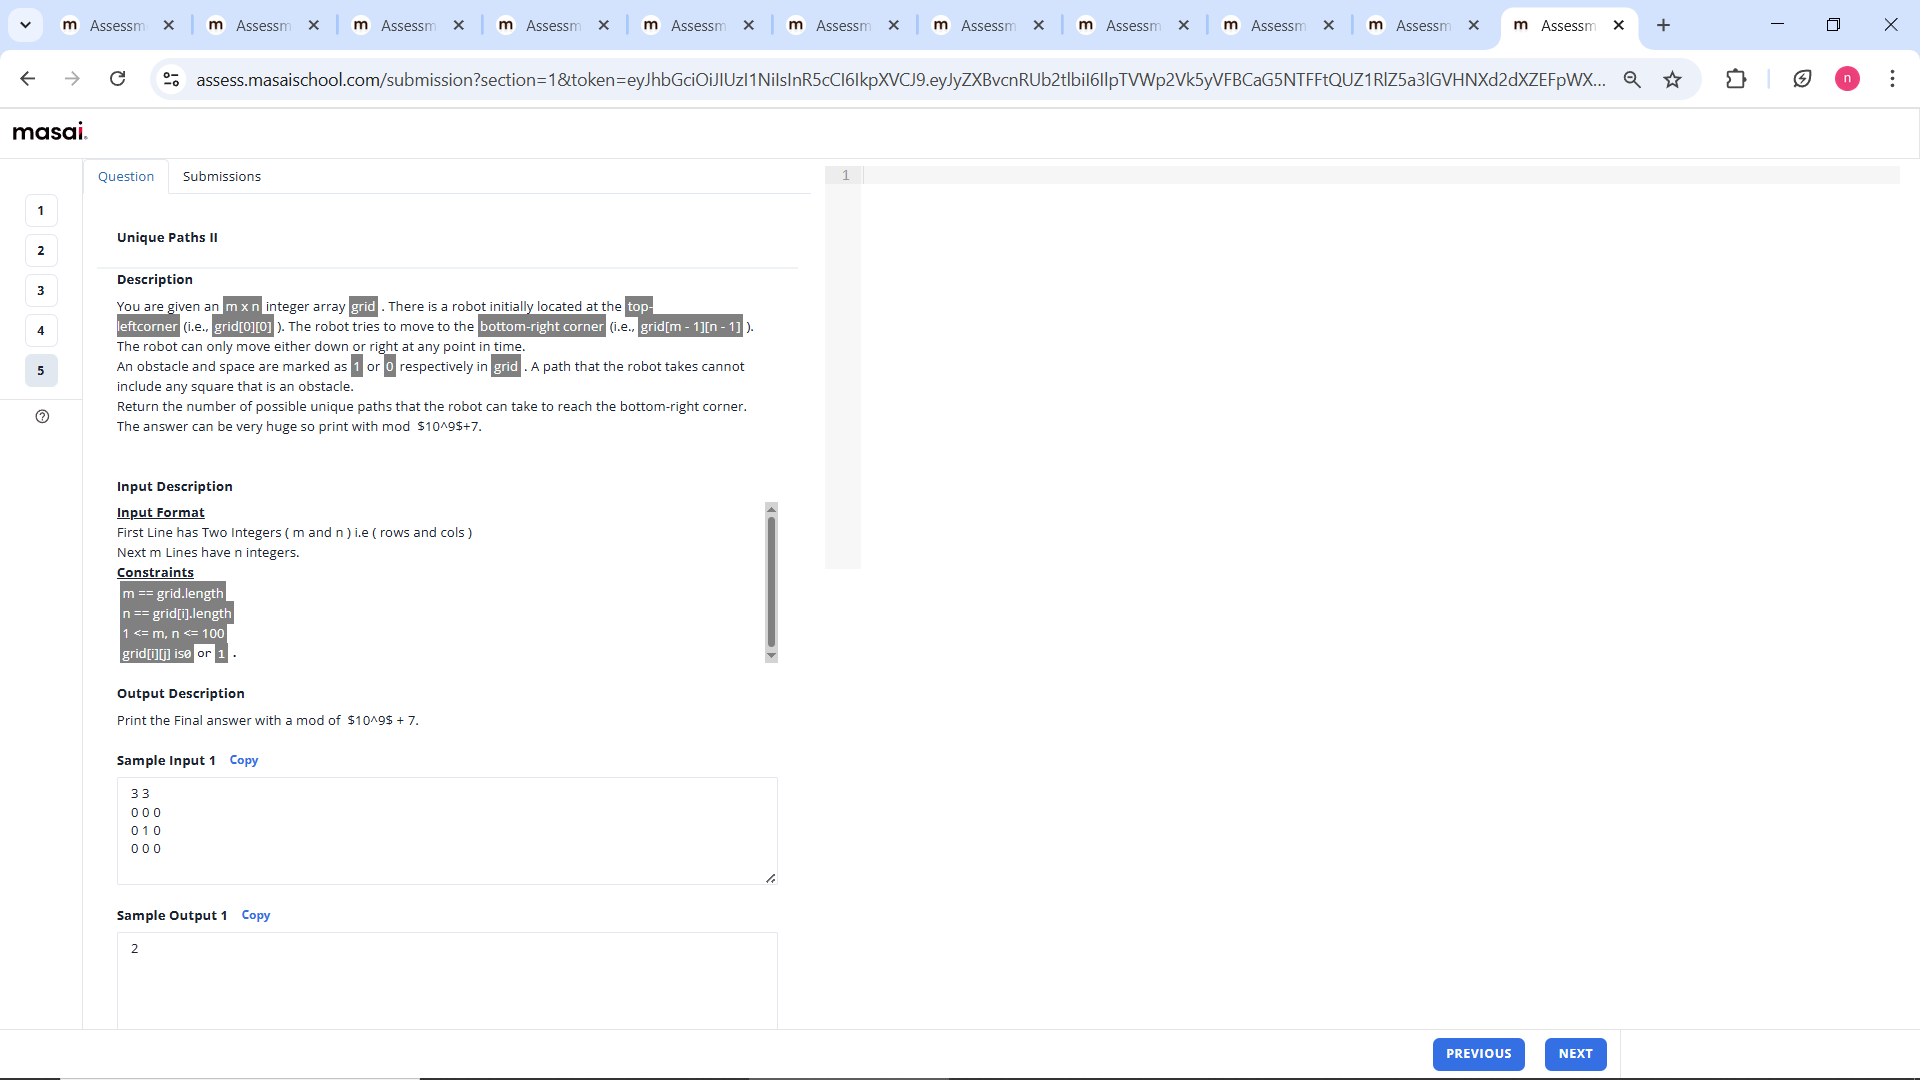 Assessm Assessm Assessm Assessm Assessm Assessm Assessm Assessm Assessm Assessm Assessm
assess.masaischool.com/submission?section=1&token=eyJhbGciOiJIUzI1NiIsInR5cCI6IkpXVCJ9.eyJyZXBvcnRUb2tlbiI6IlpTVWp2Vk5yVFBCaG5NTFFtQUZ1RlZ5a3lGVHNXd2dXZEFpWX...
n
masai.
Question Submissions
1
1
2
3
4
5
Unique Paths II
Description
You are given an m x n integer array grid . There is a robot initially located at the top-
leftcorner (i.e., grid[0][0] ). The robot tries to move to the bottom-right corner (i.e., grid[m - 1][n - 1] ).
The robot can only move either down or right at any point in time.
An obstacle and space are marked as 1 or 0 respectively in grid . A path that the robot takes cannot
include any square that is an obstacle.
Return the number of possible unique paths that the robot can take to reach the bottom-right corner.
The answer can be very huge so print with mod $10^9$+7.
Input Description
Input Format
First Line has Two Integers ( m and n ) i.e ( rows and cols )
Next m Lines have n integers.
Constraints
m == grid.length
n == grid[i].length
1 <= m, n <= 100
grid[i][j] is0 or 1 .
Output Description
Print the Final answer with a mod of $10^9$ + 7.
Sample Input 1 Copy
3 3
0 0 0
0 1 0
0 0 0
Sample Output 1 Copy
2
PREVIOUS NEXT